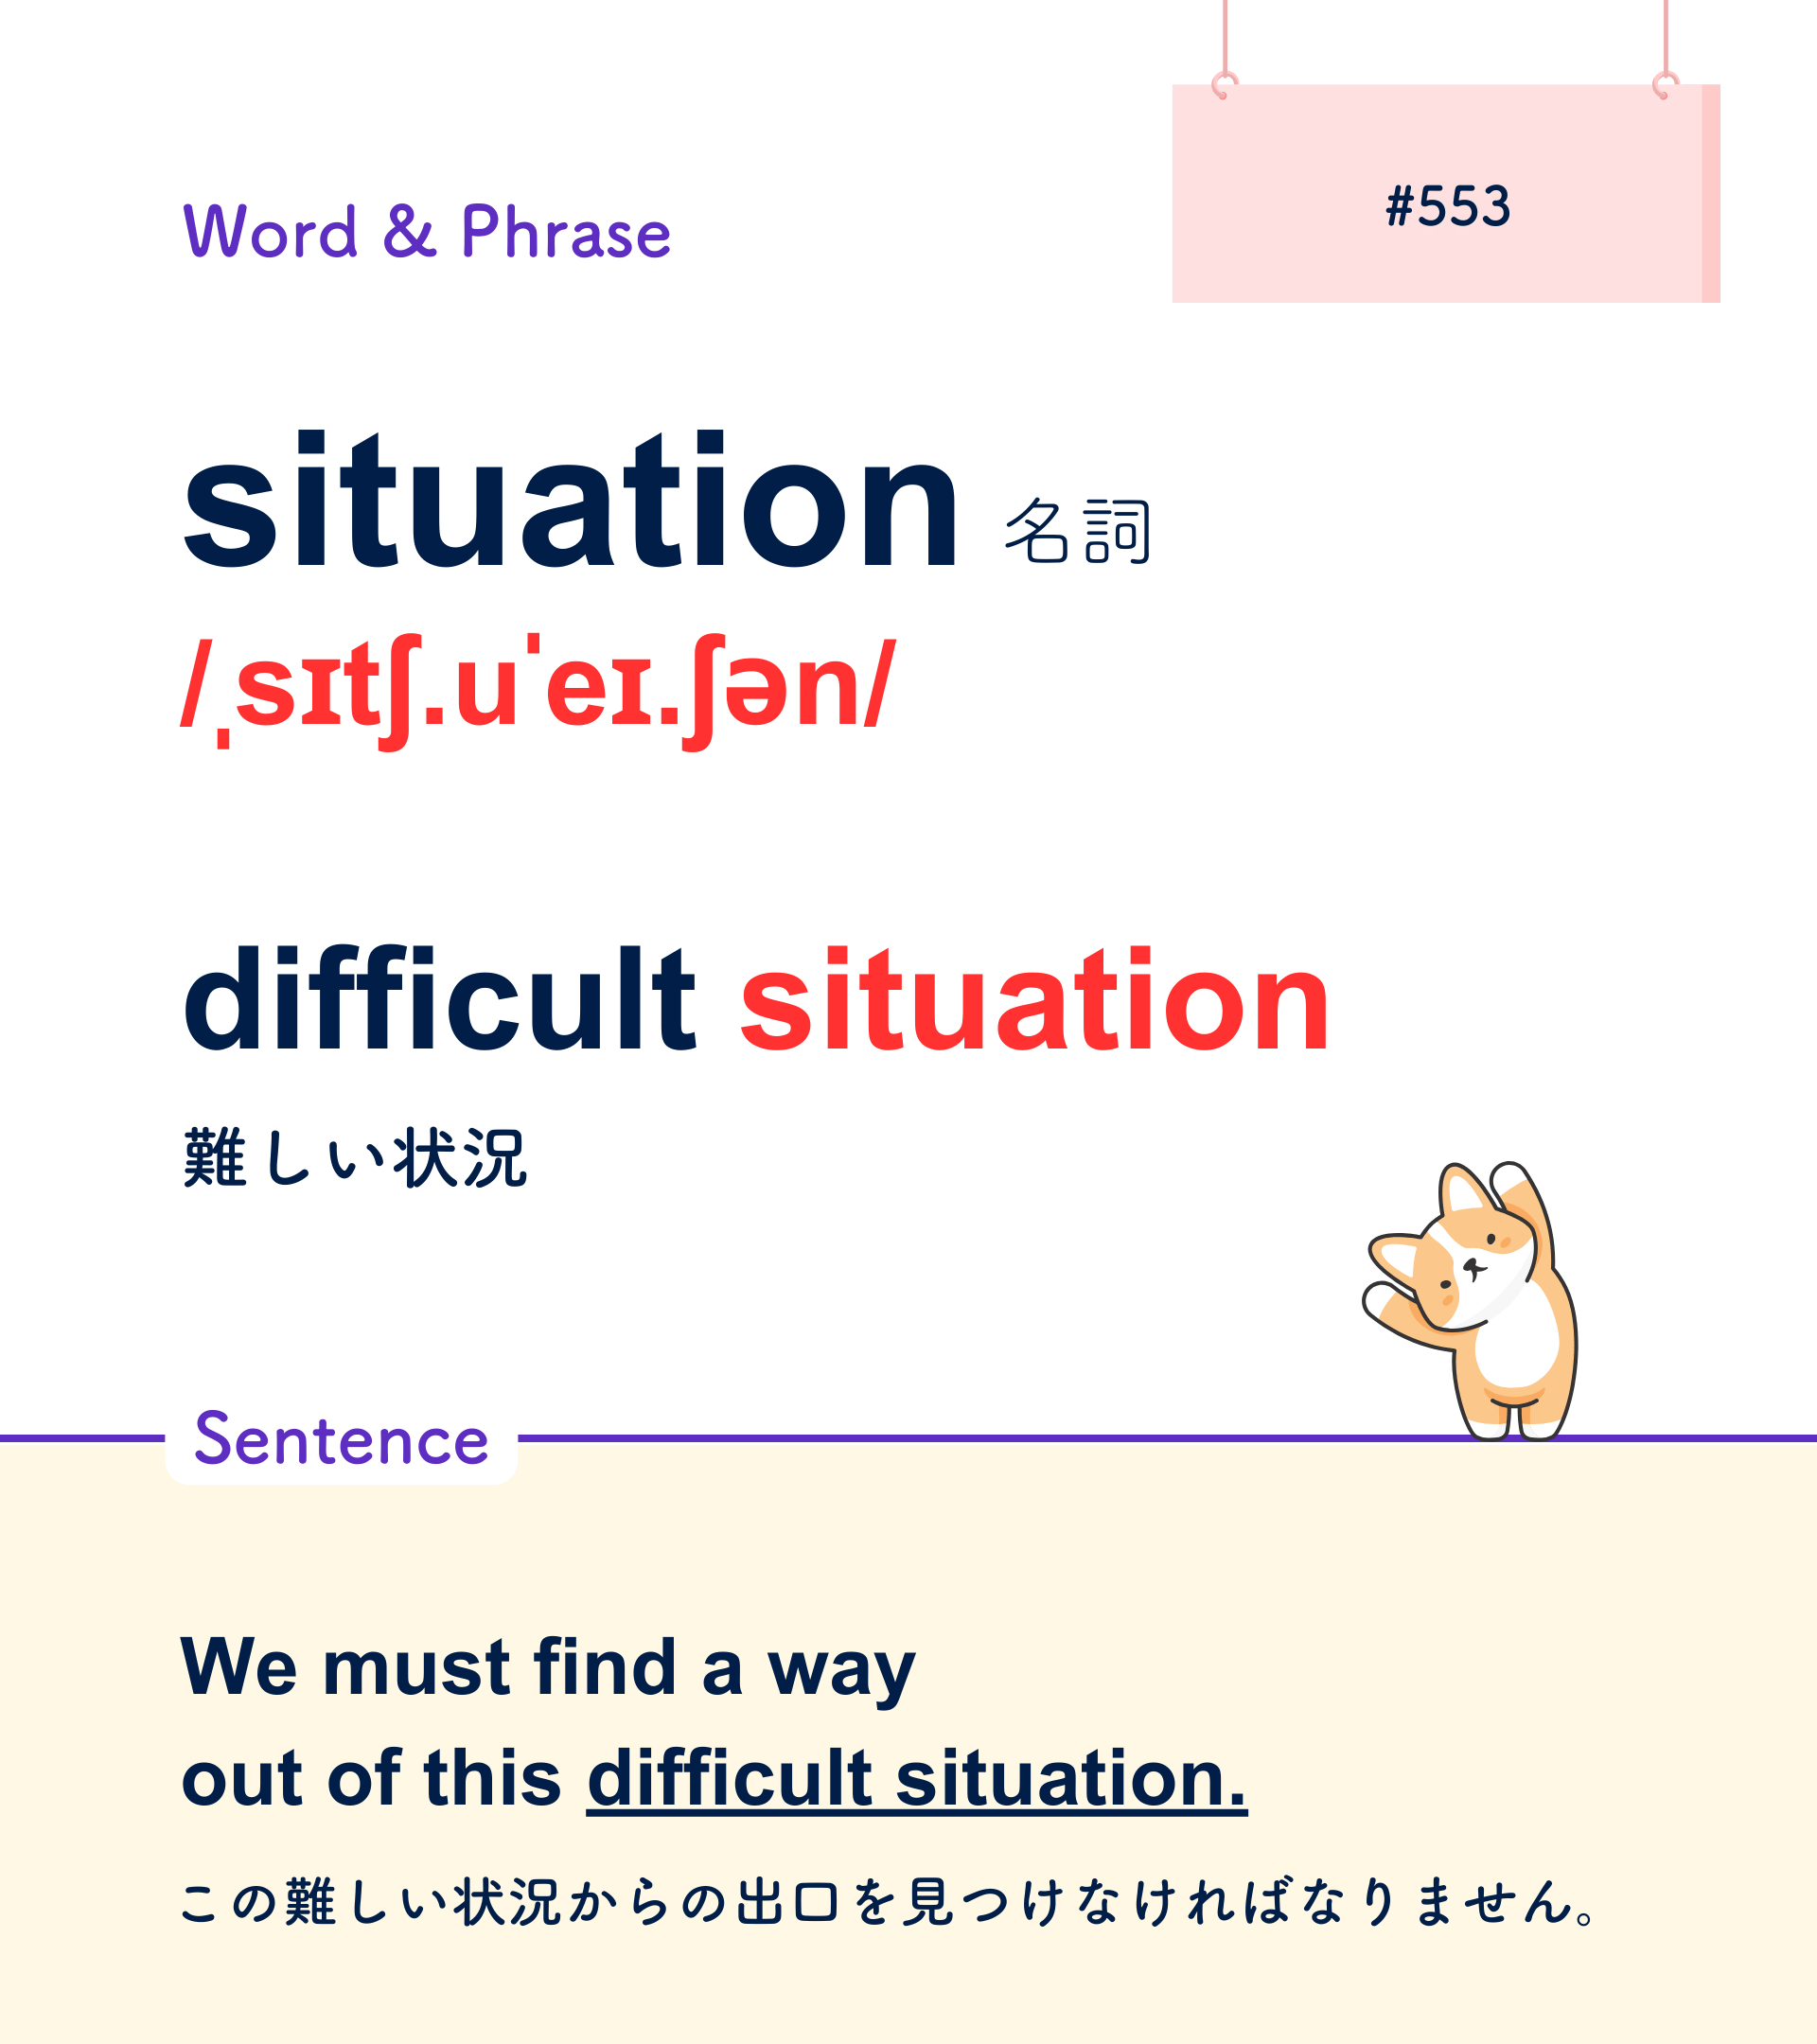 #553
Word & Phrase
situation 名詞
/ˌsɪtʃ.uˈeɪ.ʃən/
difficult situation
難しい状況
Sentence
We must find a way
out of this difficult situation.
この難しい状況からの出口を見つけなければなりません。